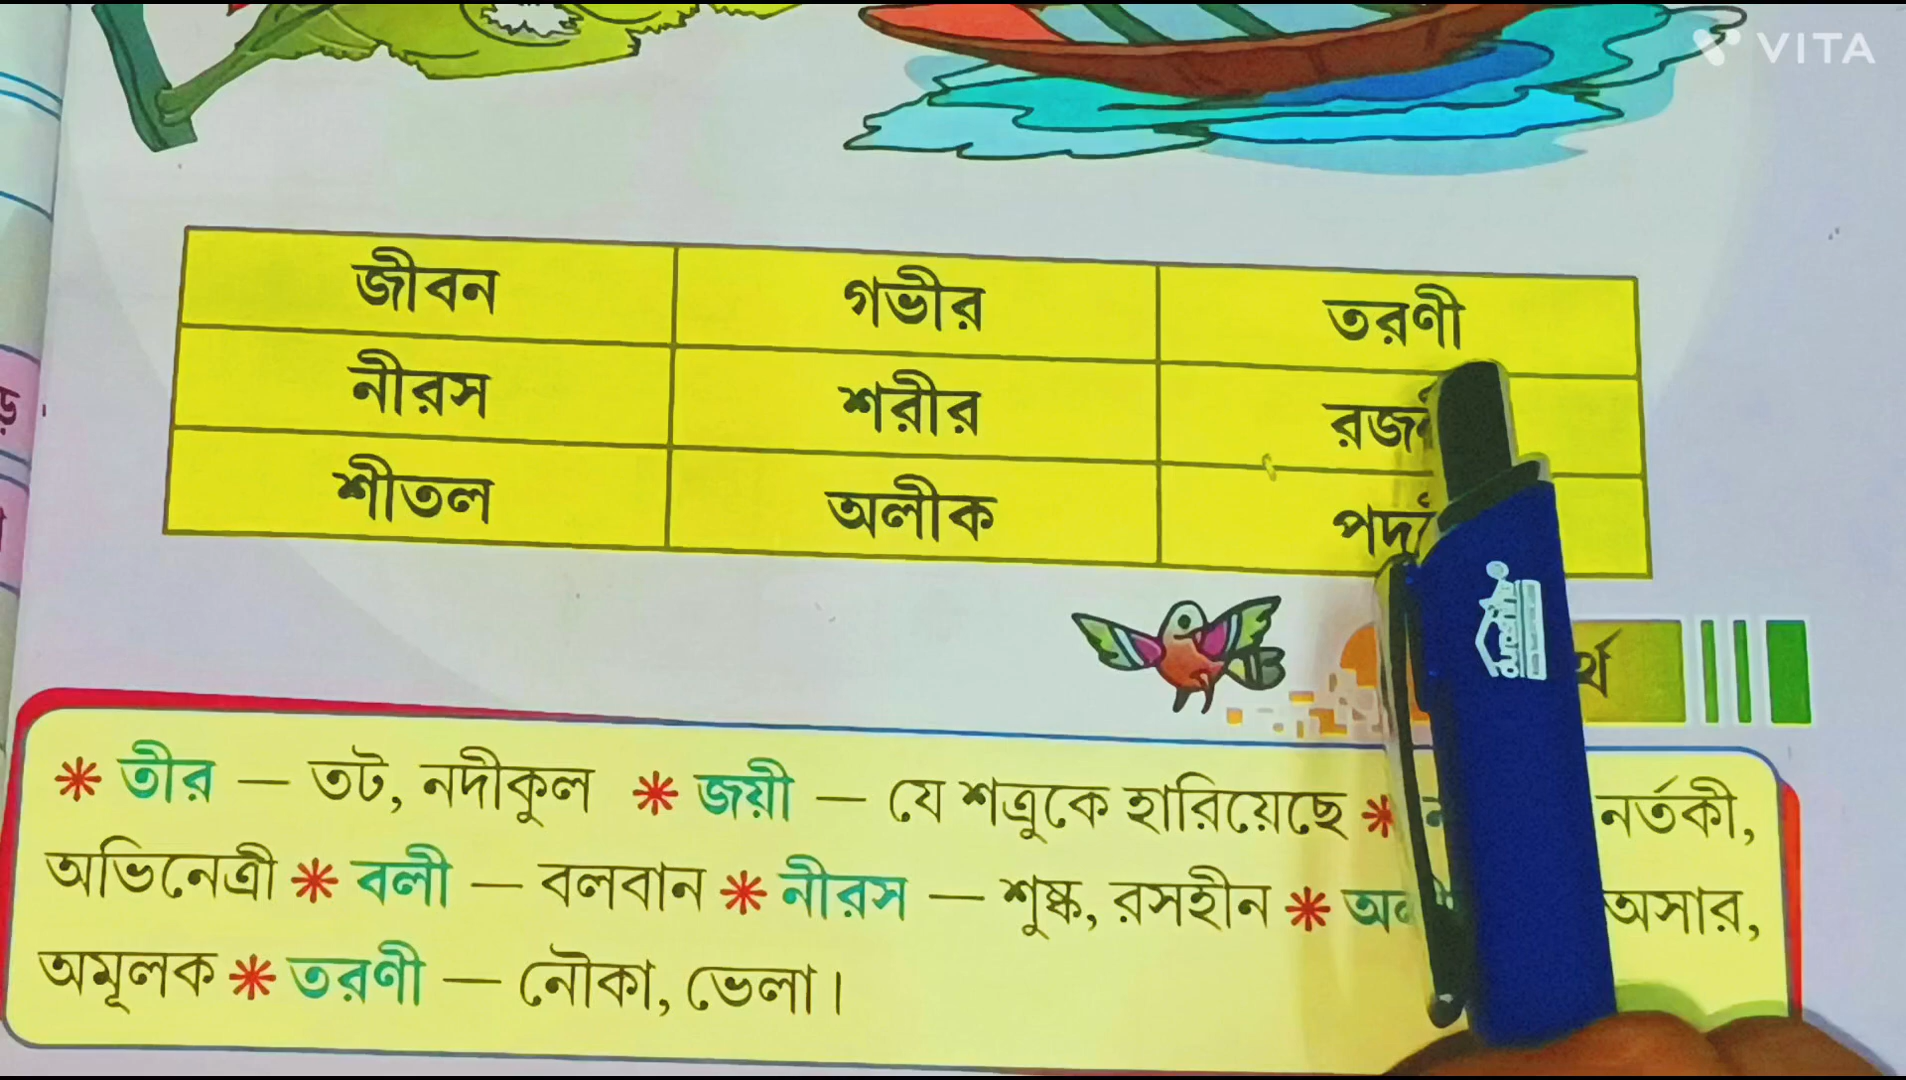 VITA
জীবন গভীর তরণী
নীরস শরীর
শীতল অলীক
* তীর — তট, নদীকুল * জয়ী — যে শত্রুকে হারিয়েছে * নর্তকী,
অভিনেত্রী * বলী — বলবান * নীরস — শুষ্ক, রসহীন * অসার,
অমূলক * তরণী — নৌকা, ভেলা।